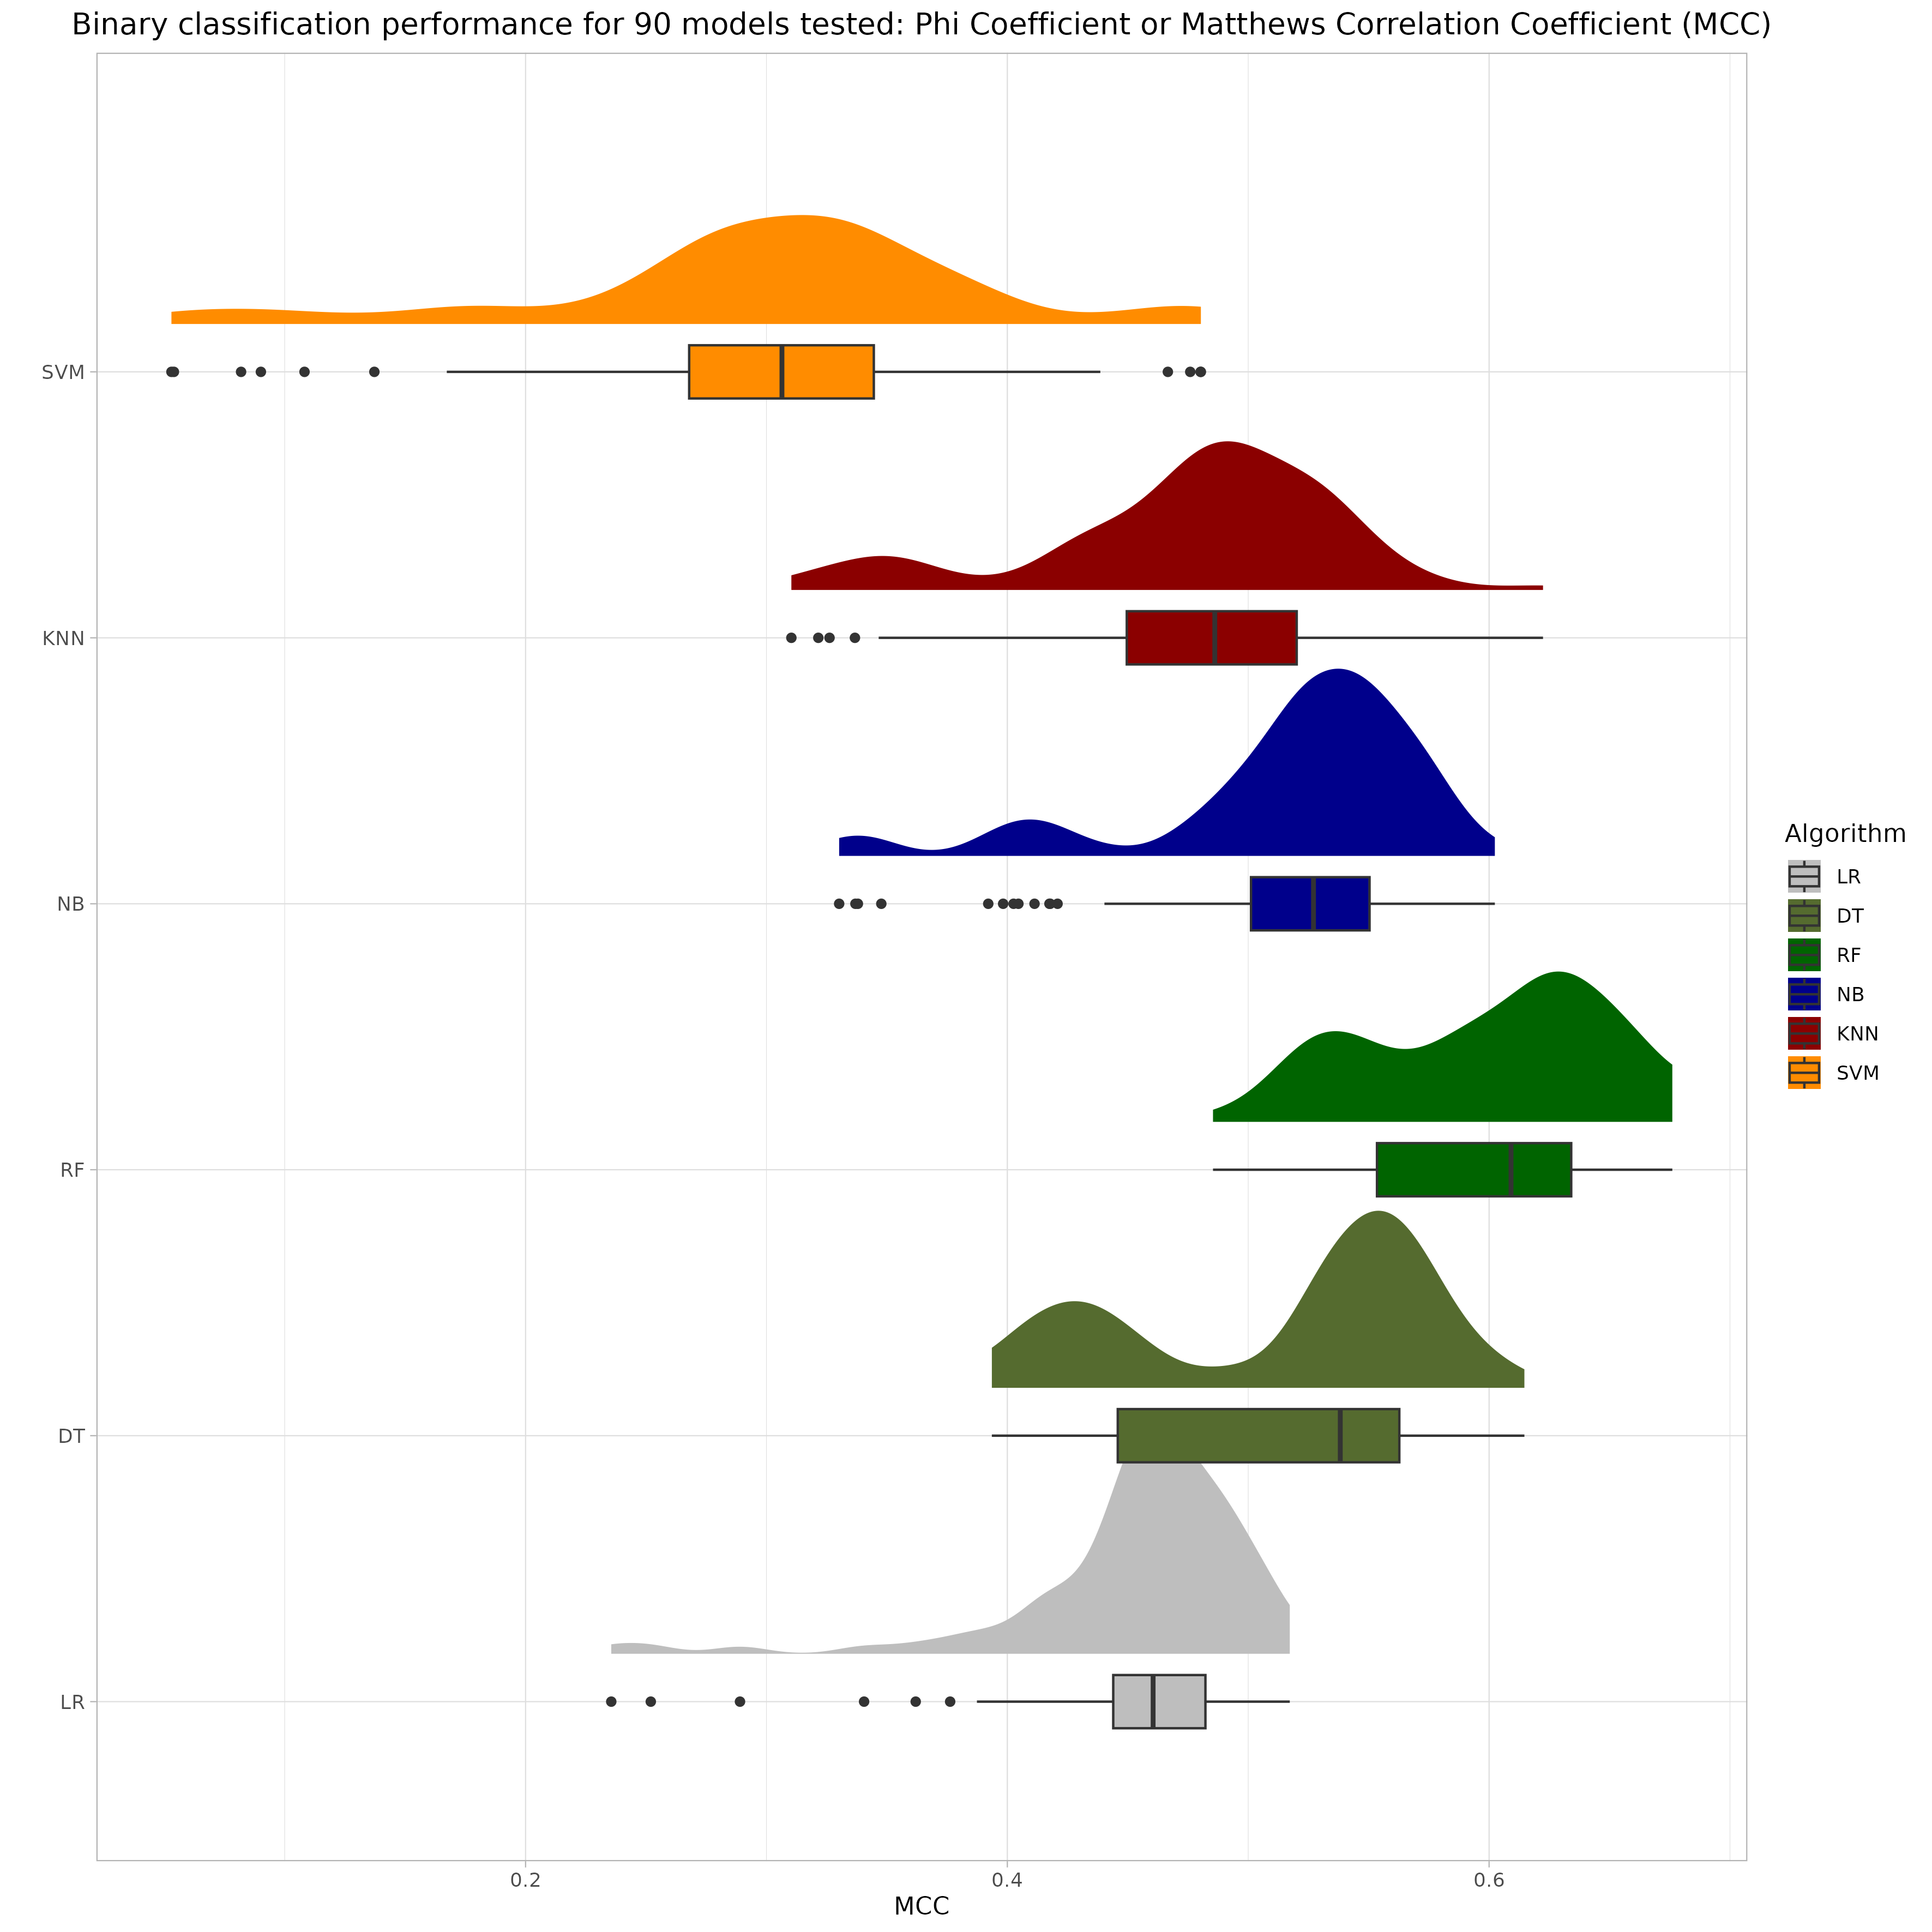 Binary classification performance for 90 models tested: Phi Coefficient or Matthews Correlation Coefficient (MCC)
SVM
KNN
NB
RF
DT
LR
0.2 0.4 0.6
MCC
Algorithm
LR
DT
RF
NB
KNN
SVM